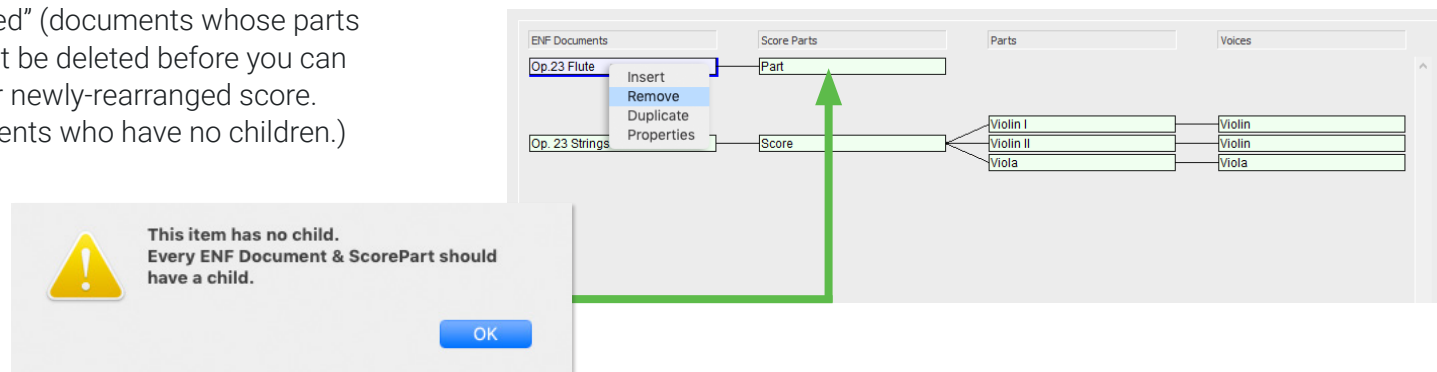 ed” (documents whose parts
t be deleted before you can
r newly-rearranged score.
ents who have no children.)
ENF Documents Score Parts Parts Voices
Op.23 Flute Part
Insert
Remove
Duplicate
Properties
Violin I Violin
Op. 23 Strings Score Violin II Violin
Viola Viola
This item has no child.
Every ENF Document & ScorePart should
have a child.
OK